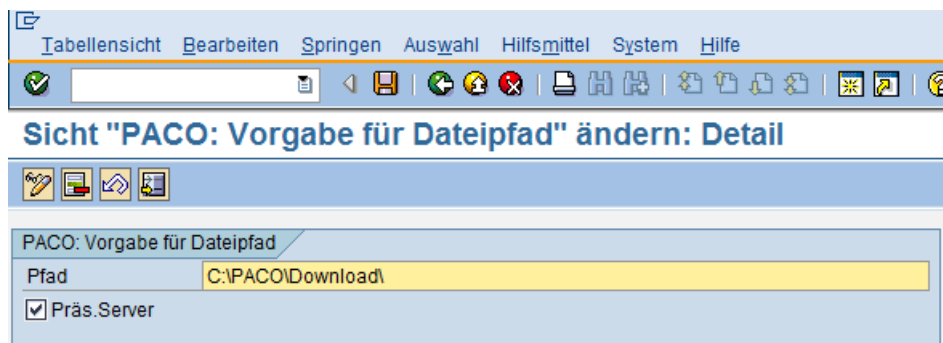 Tabellensicht Bearbeiten Springen Auswahl Hilfsmittel System Hilfe
Sicht "PACO: Vorgabe für Dateipfad" ändern: Detail
PACO: Vorgabe für Dateipfad
Pfad C:\PACO\Download\
Präs.Server